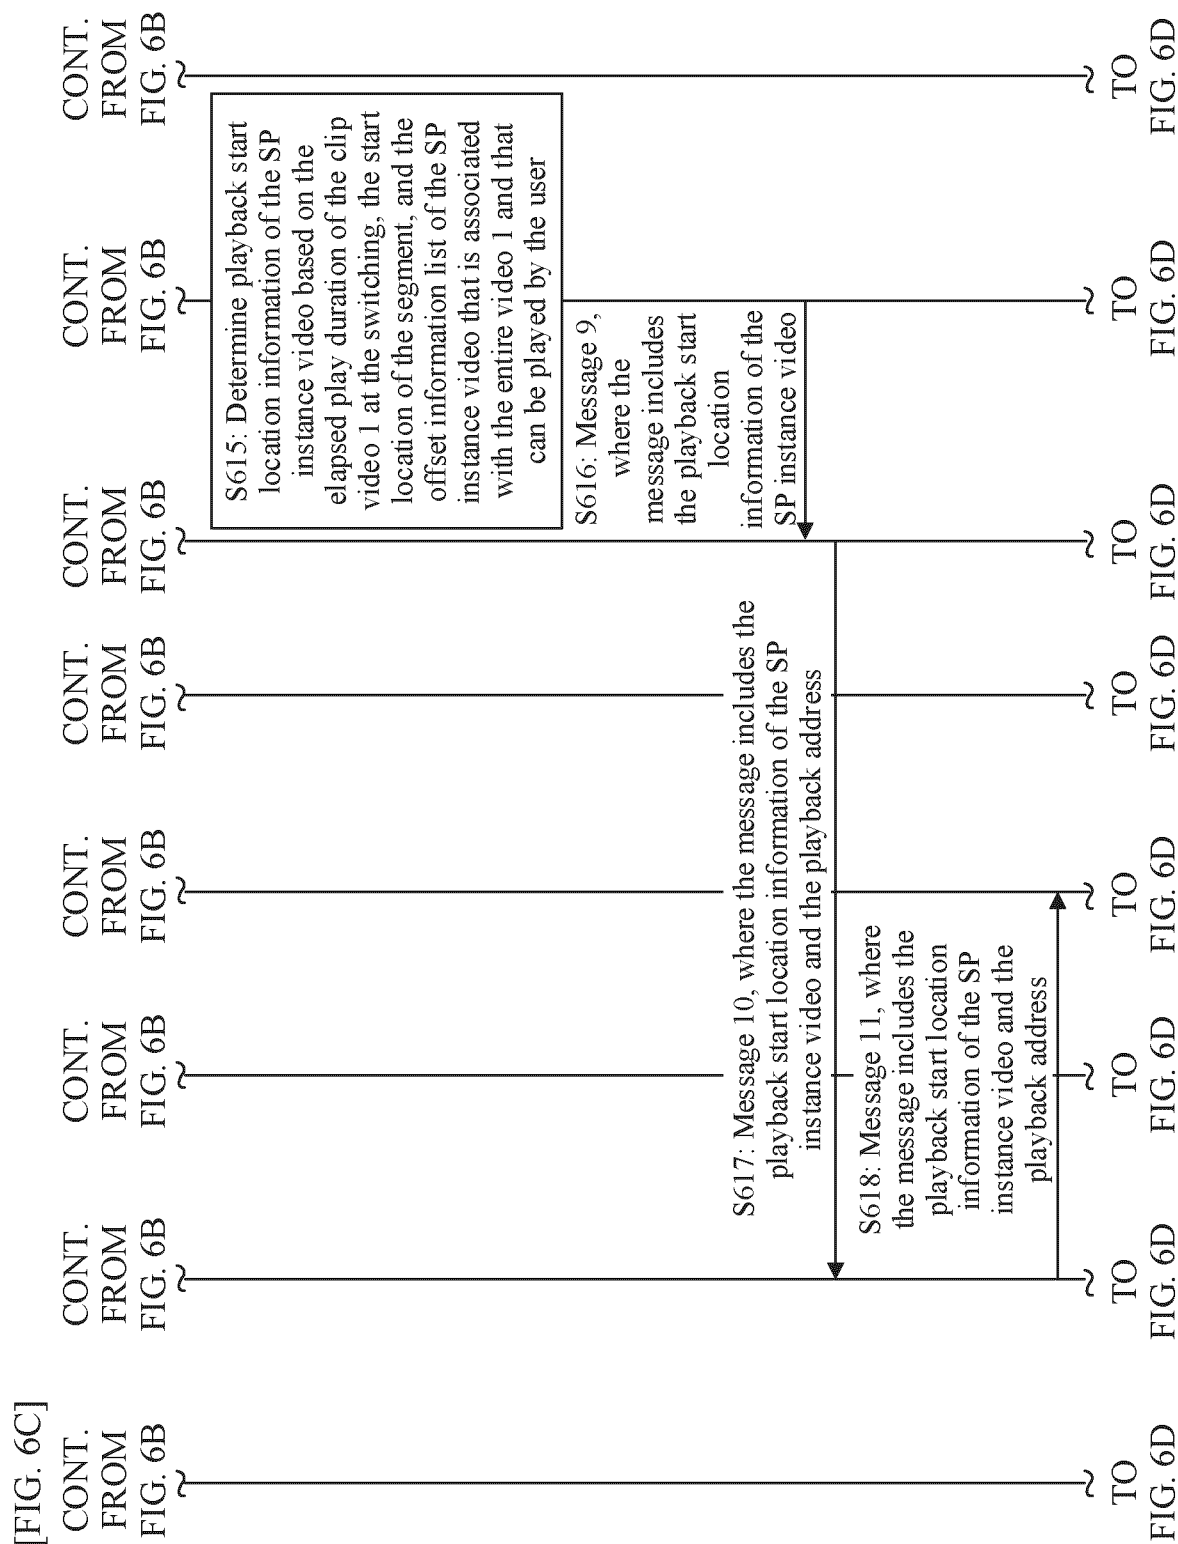 [FIG. 6C]
CONT.
FROM
FIG. 6B
CONT.
FROM
FIG. 6B
CONT.
FROM
FIG. 6B
CONT.
FROM
FIG. 6B
CONT.
FROM
FIG. 6B
CONT.
FROM
FIG. 6B
CONT.
FROM
FIG. 6B
CONT.
FROM
FIG. 6B
S615: Determine playback start
location information of the SP
instance video based on the
elapsed play duration of the clip
video 1 at the switching, the start
location of the segment, and the
offset information list of the SP
instance video that is associated
with the entire video 1 and that
can be played by the user
S616: Message 9,
where the
message includes
the playback start
location
information of the
SP instance video
S617: Message 10, where the message includes the
playback start location information of the SP
instance video and the playback address
S618: Message 11, where
the message includes the
playback start location
information of the SP
instance video and the
playback address
TO
FIG. 6D
TO
FIG. 6D
TO
FIG. 6D
TO
FIG. 6D
TO
FIG. 6D
TO
FIG. 6D
TO
FIG. 6D
TO
FIG. 6D